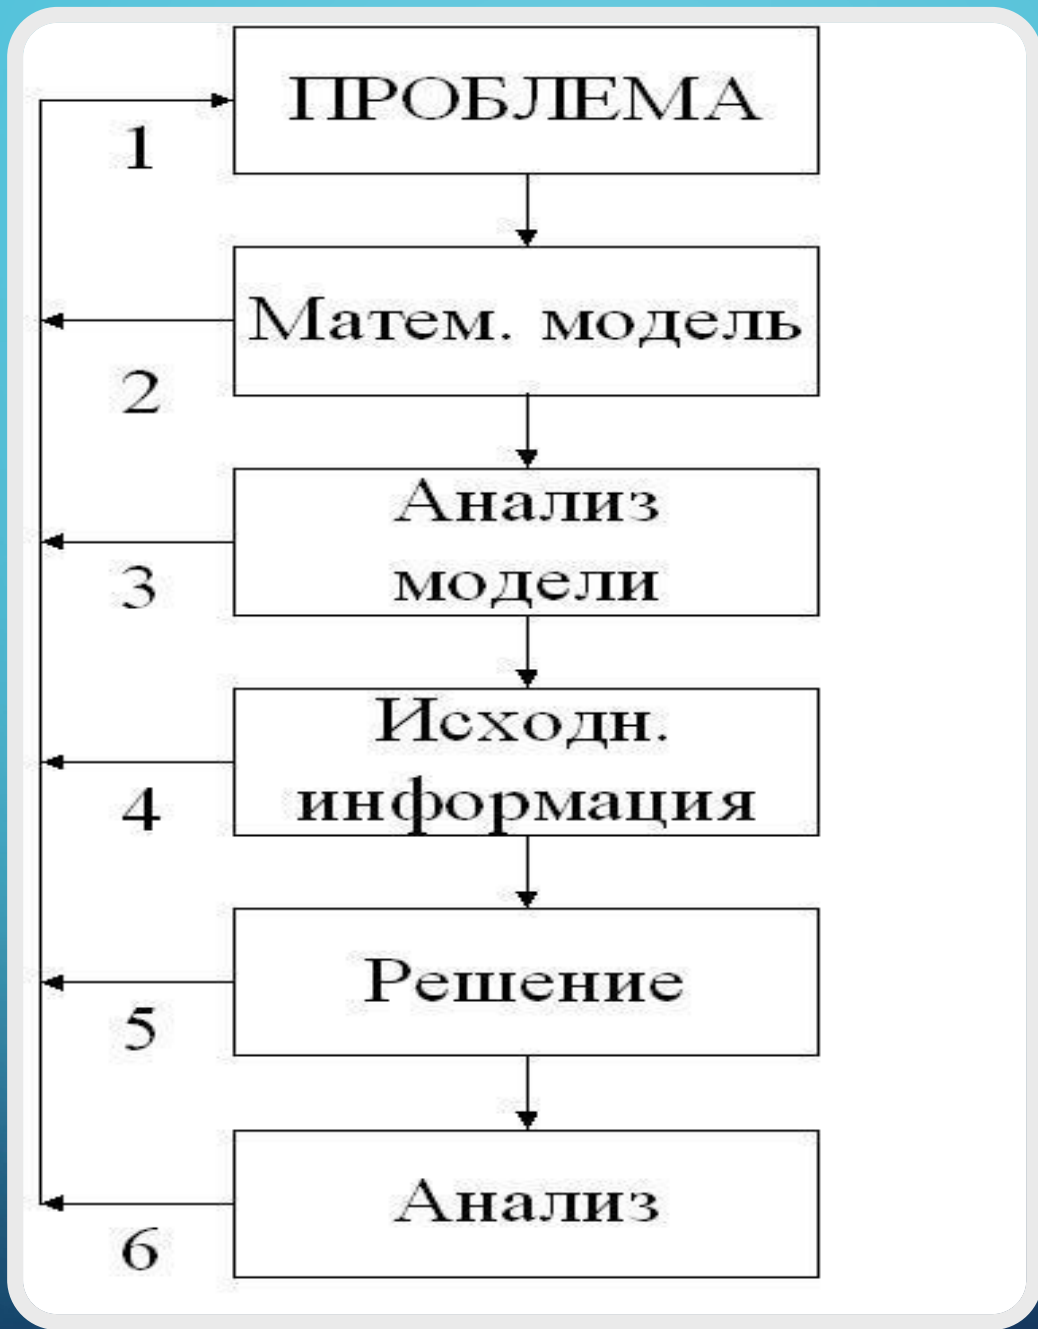 ПРОБЛЕМА
1
Матем. модель
2
Анализ
модели
3
Исходн.
информация
4
Решение
5
Анализ
6